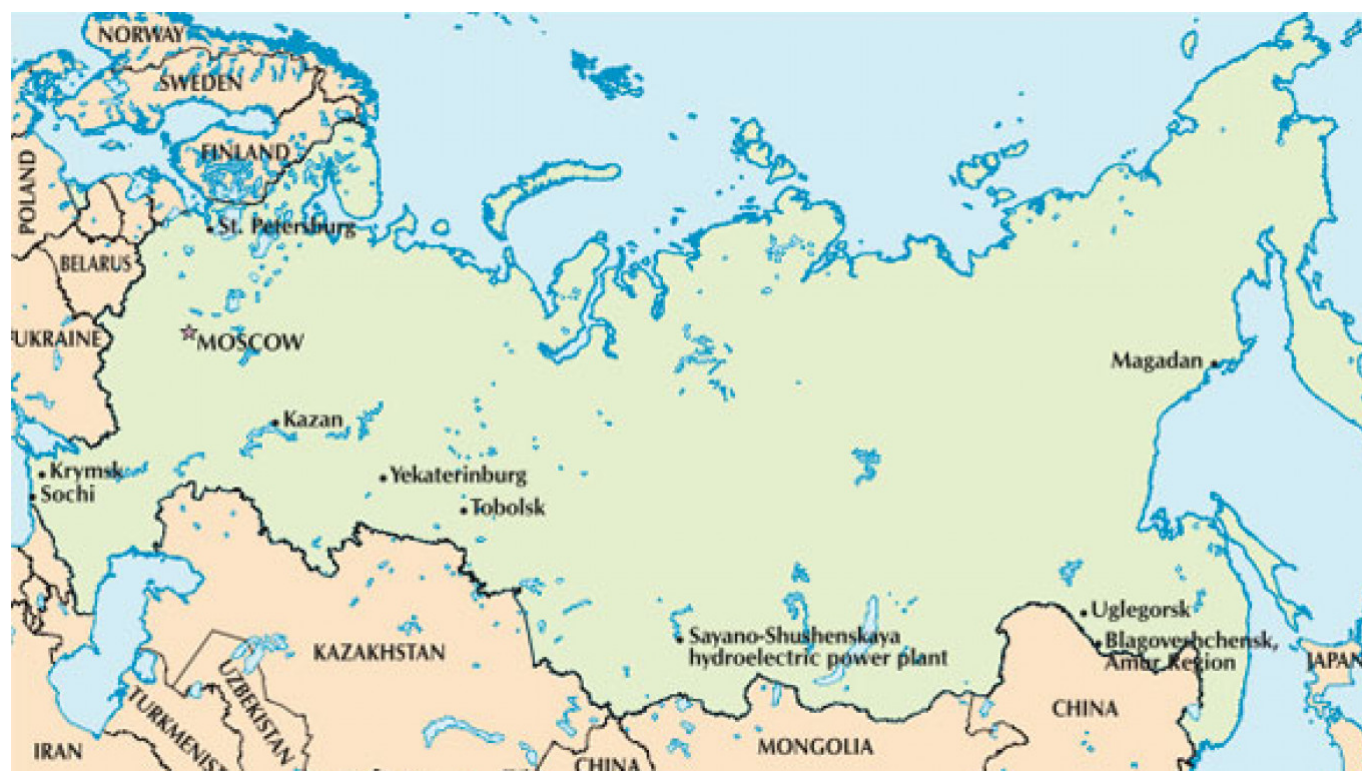 NORWAY
SWEDEN
FINLAND
POLAND
St. Petersburg
BELARUS
UKRAINE
MOSCOW
Magadan
Kazan
Krymsk
Yekaterinburg
Sochi
Tobolsk
Uglegorsk
Sayano-Shushenskaya
hydroelectric power plant
Blagoveshchensk,
Amur Region
KAZAKHSTAN
UZBEKISTAN
TURKMENIST
JAPAN
CHINA
IRAN
MONGOLIA
CHINA